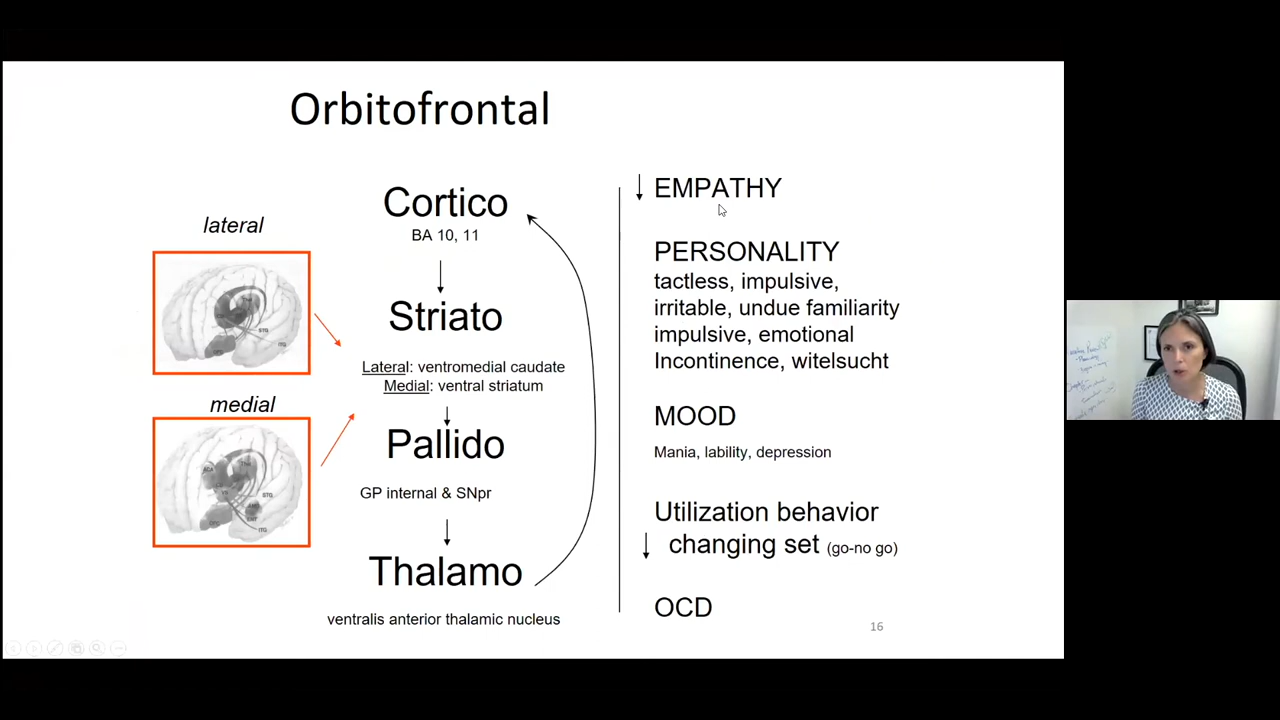 Orbitofrontal
lateral
medial
Cortico
BA 10, 11
Striato
Lateral: ventromedial caudate
Medial: ventral striatum
Pallido
GP internal & SNpr
Thalamo
ventralis anterior thalamic nucleus
EMPATHY
PERSONALITY
tactless, impulsive,
irritable, undue familiarity
impulsive, emotional
Incontinence, witelsucht
MOOD
Mania, lability, depression
Utilization behavior
changing set (go-no go)
OCD
16